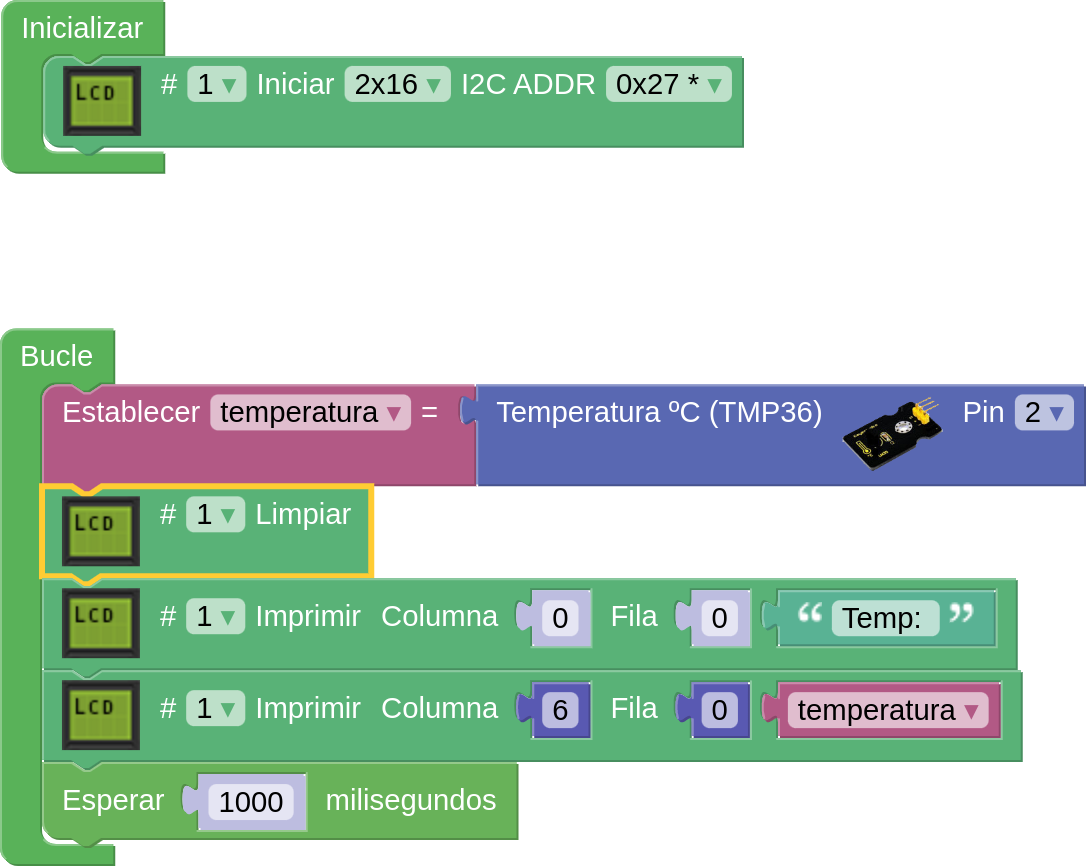 Inicializar
LCD # 1 ▾ Iniciar 2x16 ▾ I2C ADDR 0x27 * ▾
Bucle
Establecer temperatura ▾ = Temperatura ºC (TMP36) Pin 2 ▾
LCD # 1 ▾ Limpiar
LCD # 1 ▾ Imprimir Columna 0 Fila 0 “ Temp: ”
LCD # 1 ▾ Imprimir Columna 6 Fila 0 temperatura ▾
Esperar 1000 milisegundos